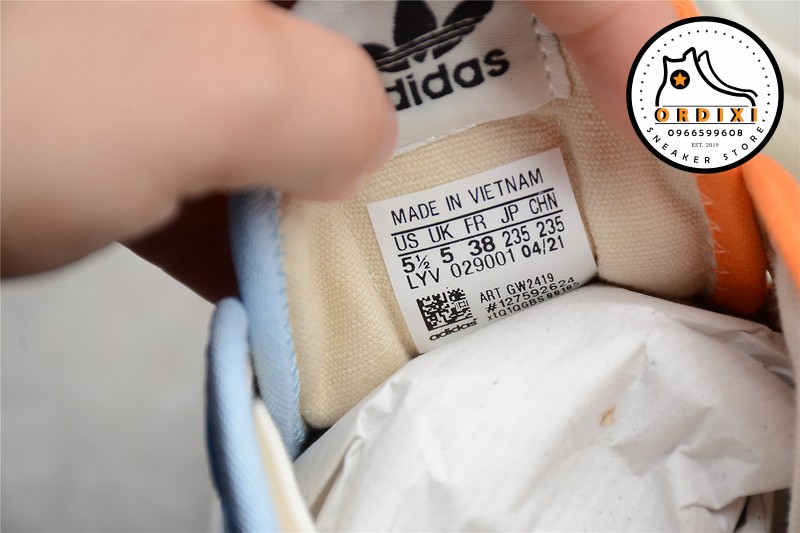 adidas
MADE IN VIETNAM
US UK FR JP CHN
5½ 5 38 235 235
LYV 029001 04/21
ART GW2419
#127592624
adidas
ORDIXI
0966599608
EST. 2019
SNEAKER STORE